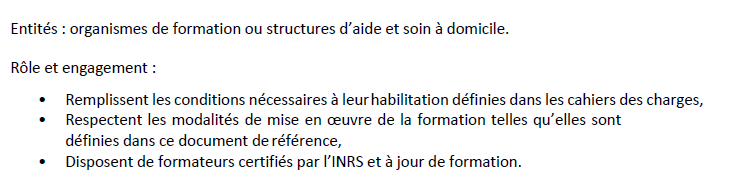 Entités : organismes de formation ou structures d’aide et soin à domicile.
Rôle et engagement :
• Remplissent les conditions nécessaires à leur habilitation définies dans les cahiers des charges,
• Respectent les modalités de mise en œuvre de la formation telles qu’elles sont
définies dans ce document de référence,
• Disposent de formateurs certifiés par l’INRS et à jour de formation.